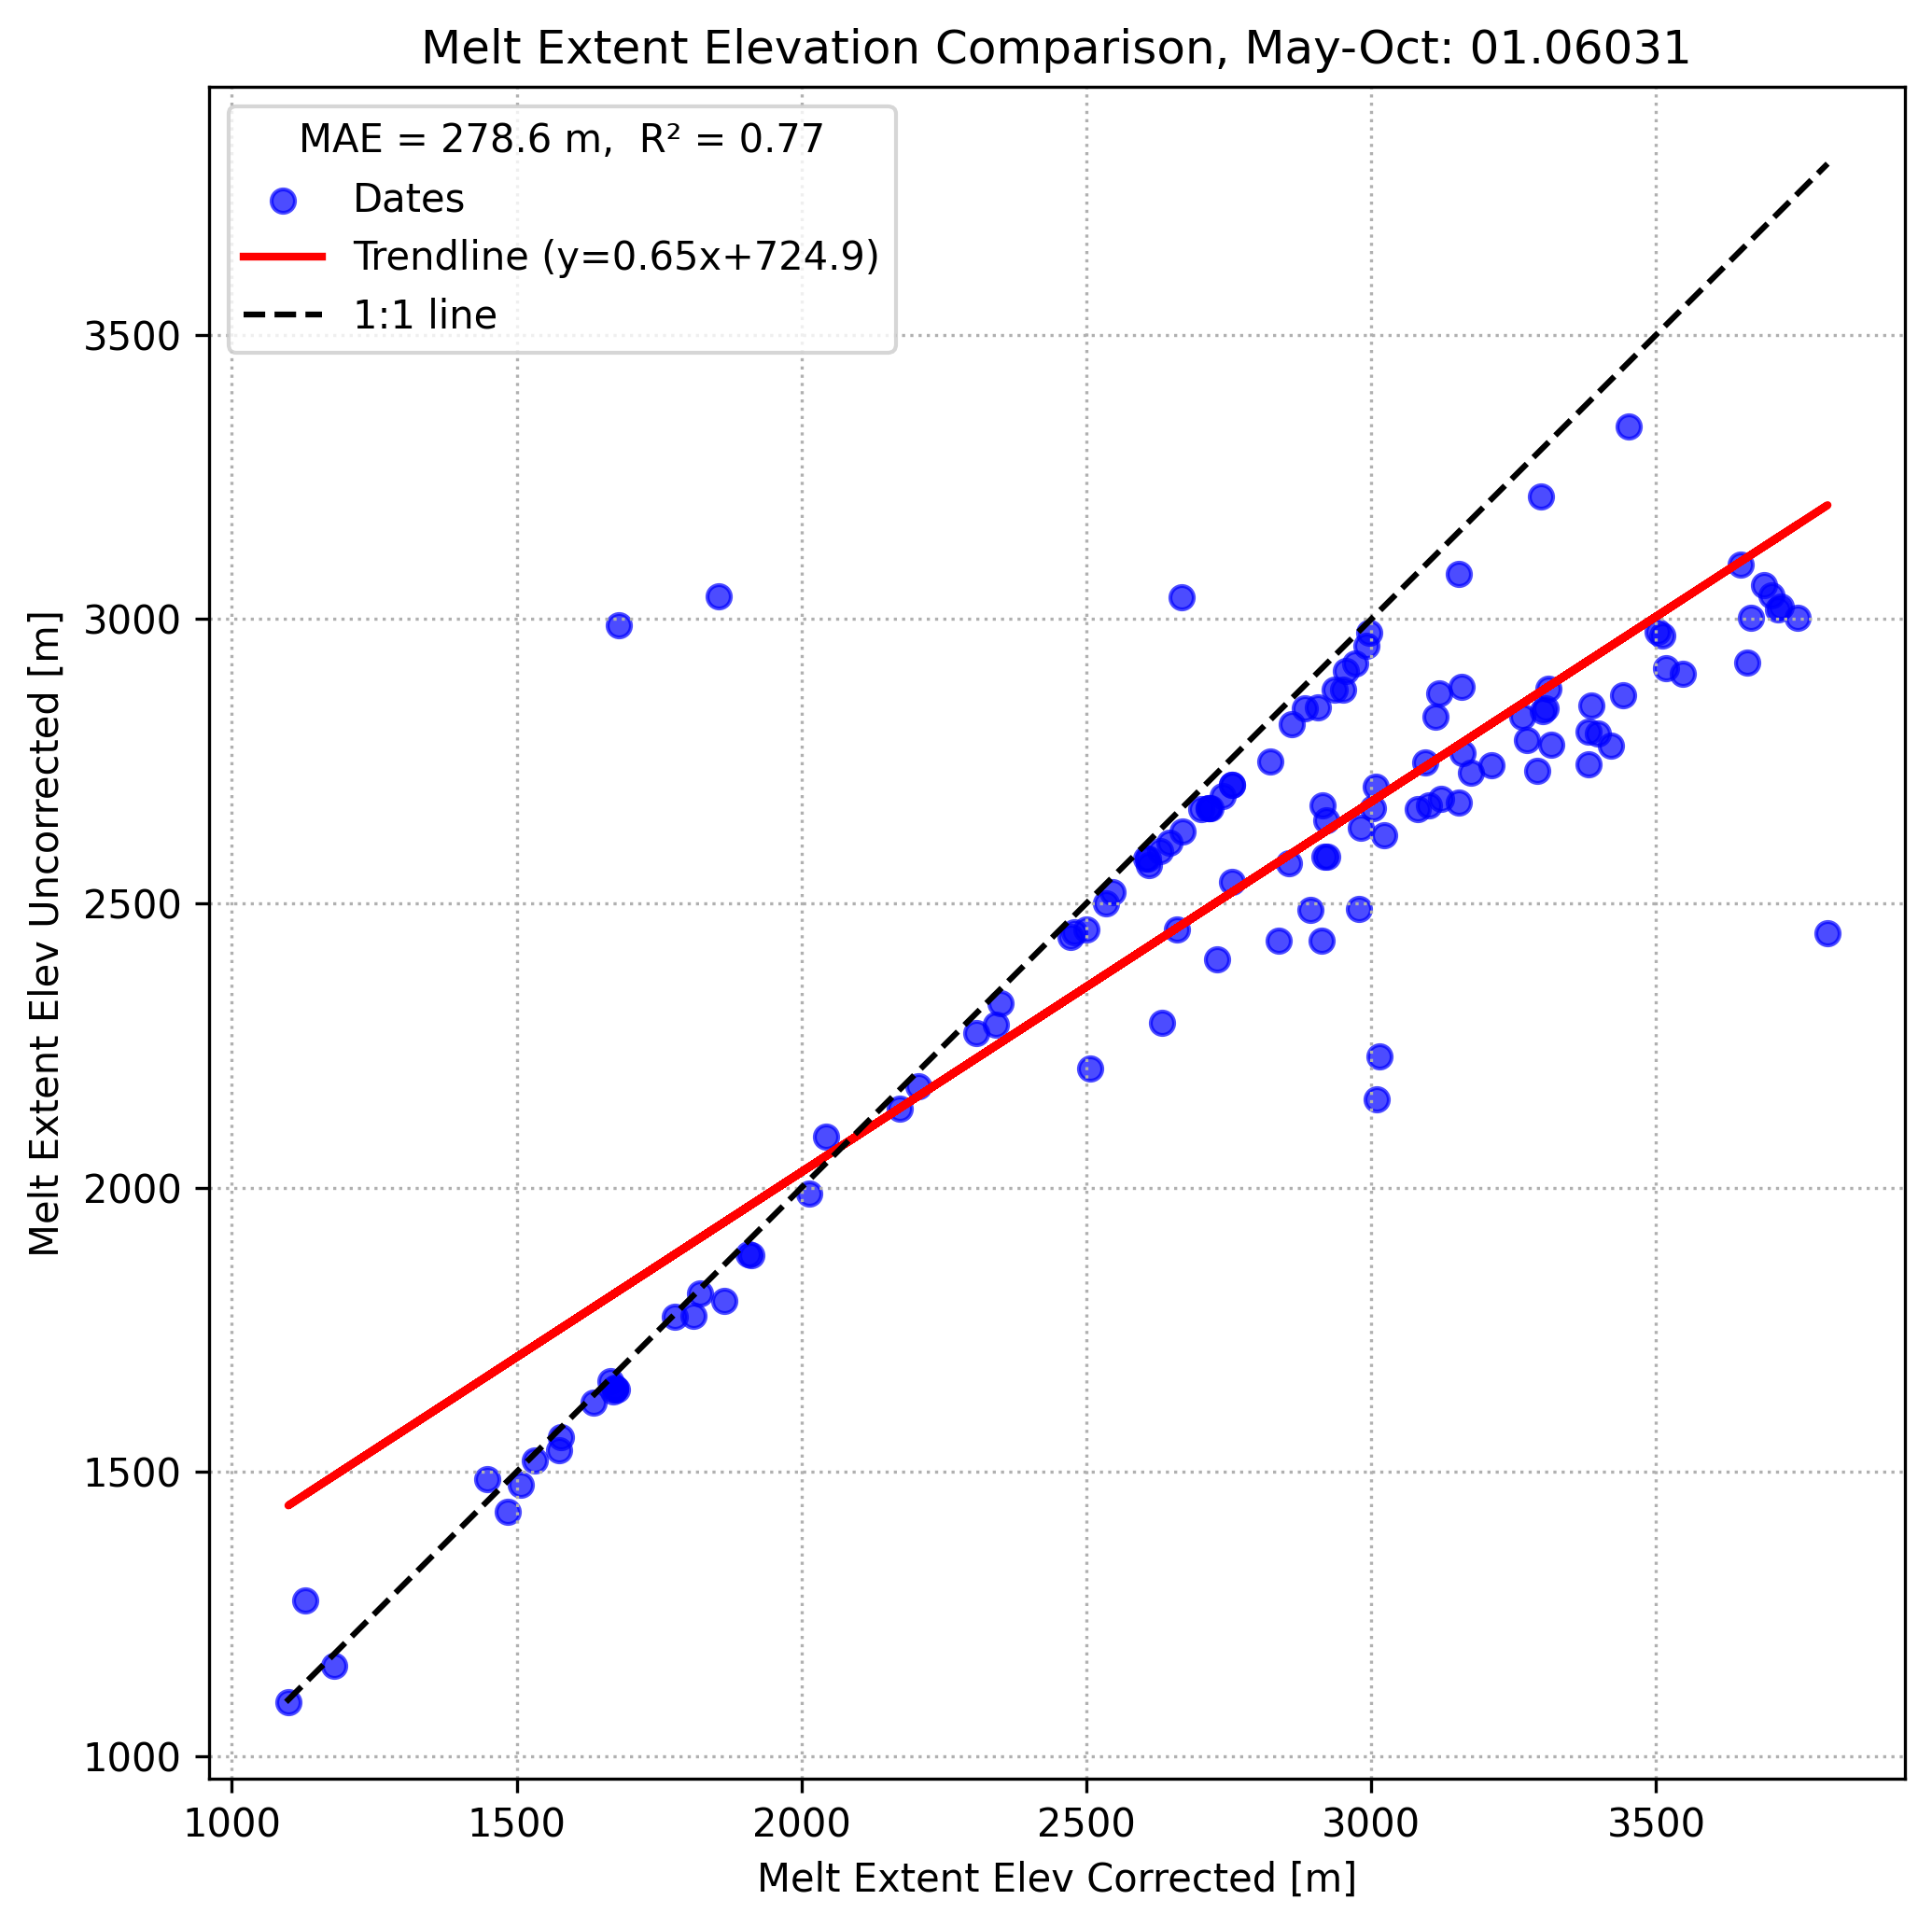 Melt Extent Elevation Comparison, May-Oct: 01.06031
MAE = 278.6 m,  R² = 0.77
Dates
Trendline (y=0.65x+724.9)
1:1 line
Melt Extent Elev Uncorrected [m]
3500
3000
2500
2000
1500
1000
1000 1500 2000 2500 3000 3500
Melt Extent Elev Corrected [m]